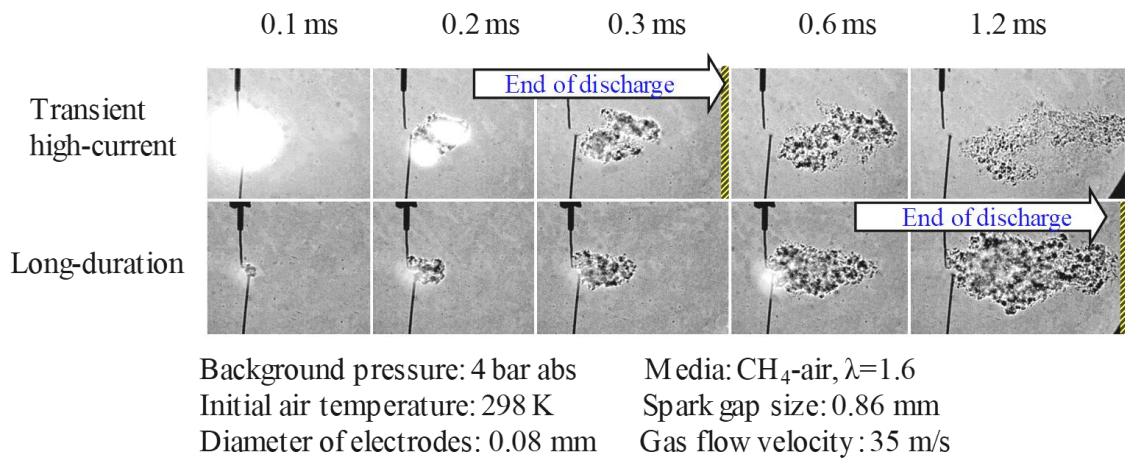 0.1 ms 0.2 ms 0.3 ms 0.6 ms 1.2 ms
End of discharge
Transient
high-current
End of discharge
Long-duration
Background pressure: 4 bar abs Media: CH₄-air, λ=1.6
Initial air temperature: 298 K Spark gap size: 0.86 mm
Diameter of electrodes: 0.08 mm Gas flow velocity: 35 m/s